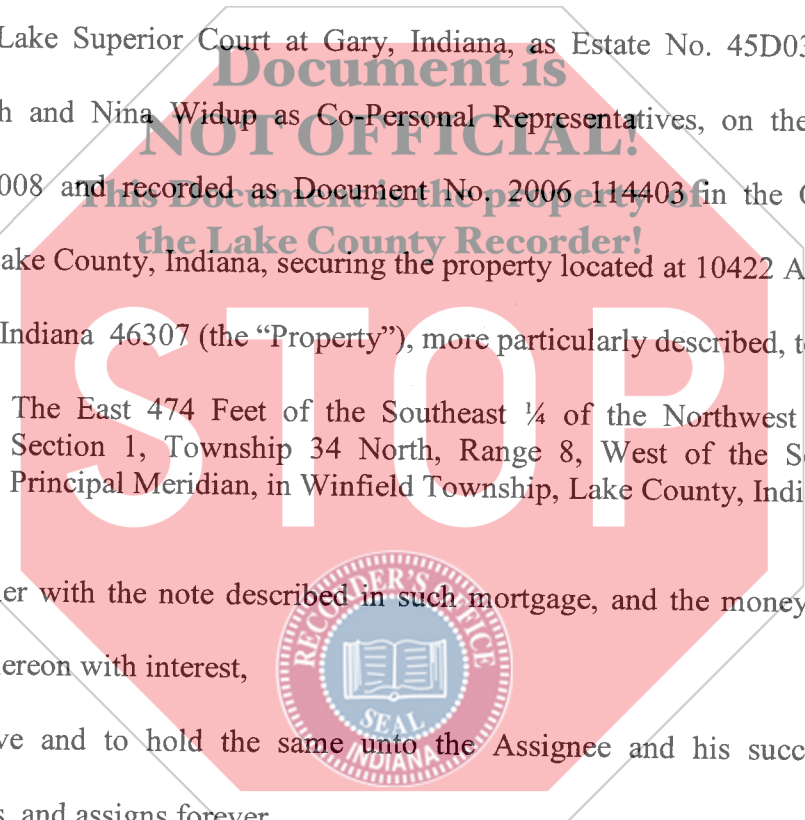 Lake Superior Court at Gary, Indiana, as Estate No. 45D03
Document is
h and Nina Widup as Co-Personal Representatives, on the
NOT OFFICIAL!
008 and recorded as Document No. 2006 114403 in the
This Document is the property of
the Lake County Recorder!
ake County, Indiana, securing the property located at 10422 A
Indiana 46307 (the “Property”), more particularly described, t
STOP
The East 474 Feet of the Southeast ¼ of the Northwest
Section 1, Township 34 North, Range 8, West of the S
Principal Meridian, in Winfield Township, Lake County, Indi
er with the note described in such mortgage, and the money
RECORDER'S OFFICE
ereon with interest,
SEAL
INDIANA
ve and to hold the same unto the Assignee and his succ
s, and assigns forever